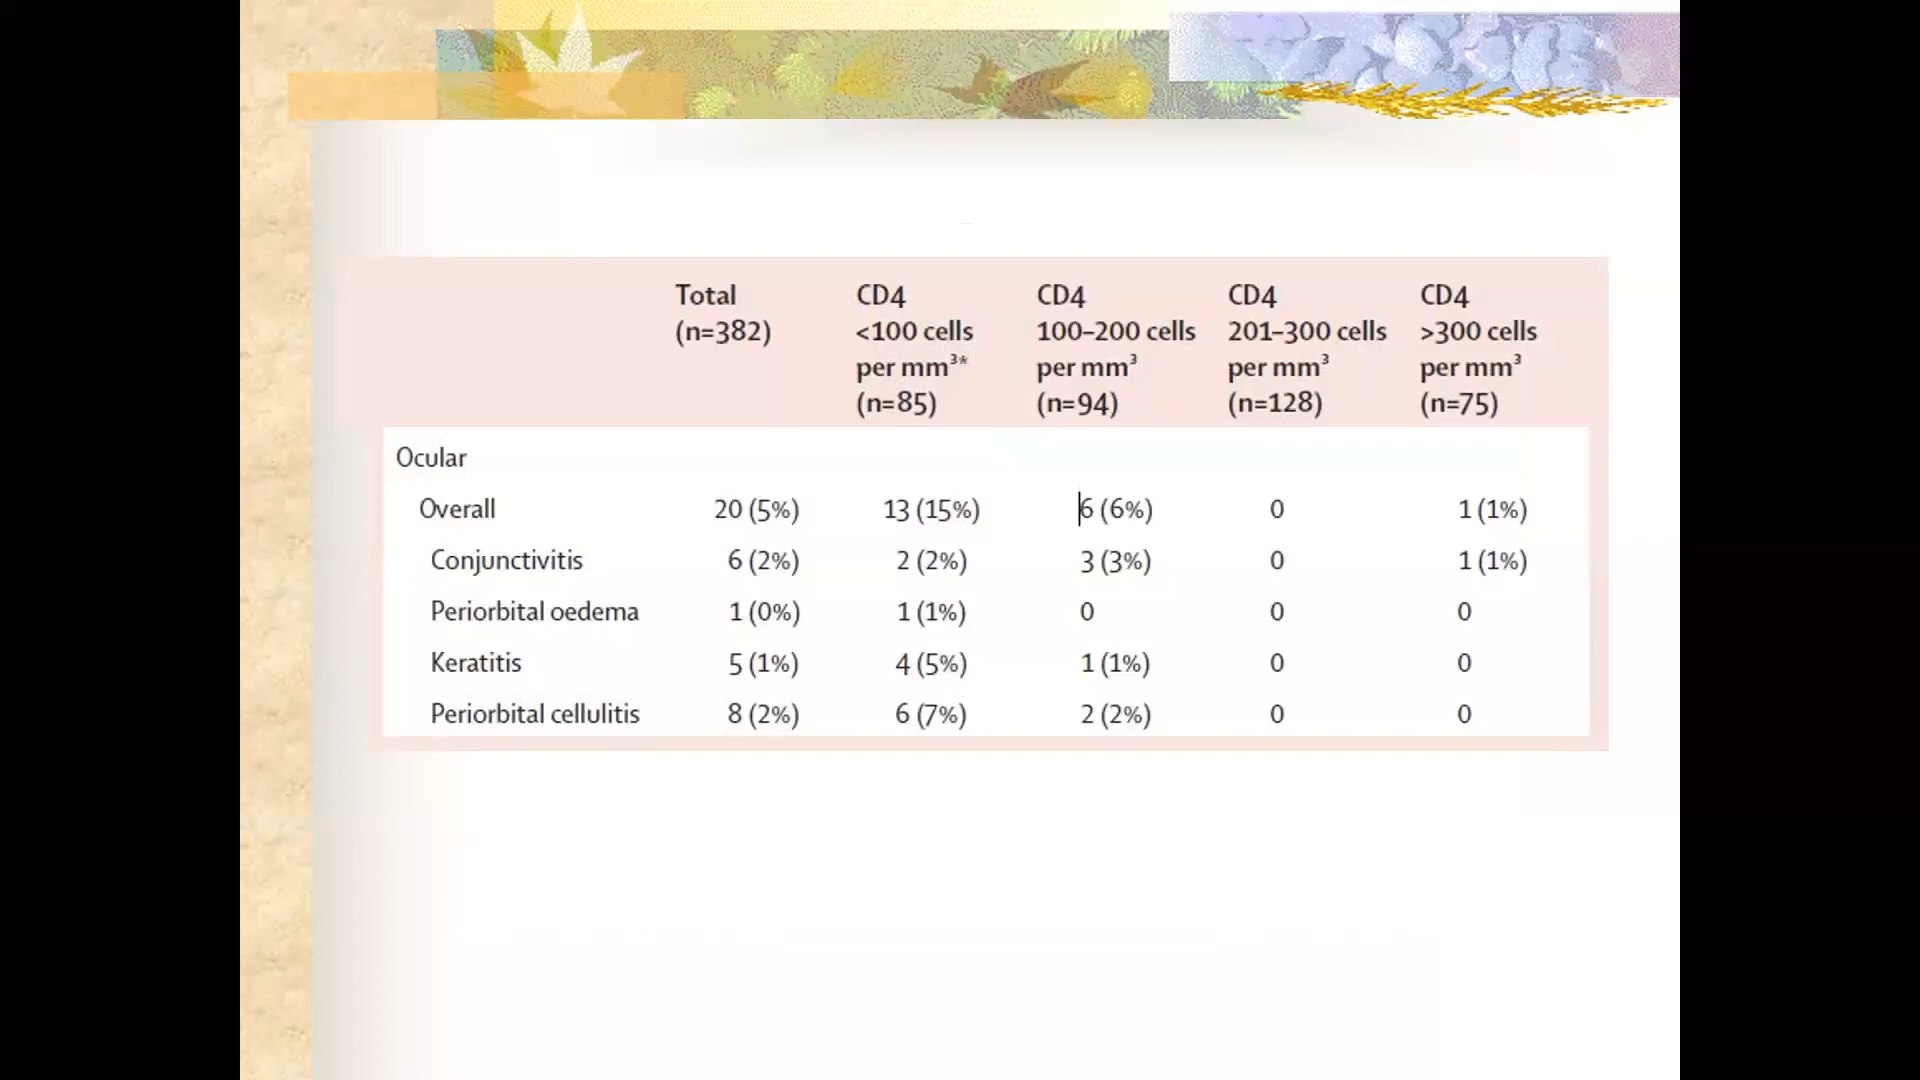 Total CD4 CD4 CD4 CD4
(n=382) <100 cells 100–200 cells 201–300 cells >300 cells
per mm³* per mm³ per mm³ per mm³
(n=85) (n=94) (n=128) (n=75)
Ocular
Overall 20 (5%) 13 (15%) 6 (6%) 0 1 (1%)
Conjunctivitis 6 (2%) 2 (2%) 3 (3%) 0 1 (1%)
Periorbital oedema 1 (0%) 1 (1%) 0 0 0
Keratitis 5 (1%) 4 (5%) 1 (1%) 0 0
Periorbital cellulitis 8 (2%) 6 (7%) 2 (2%) 0 0